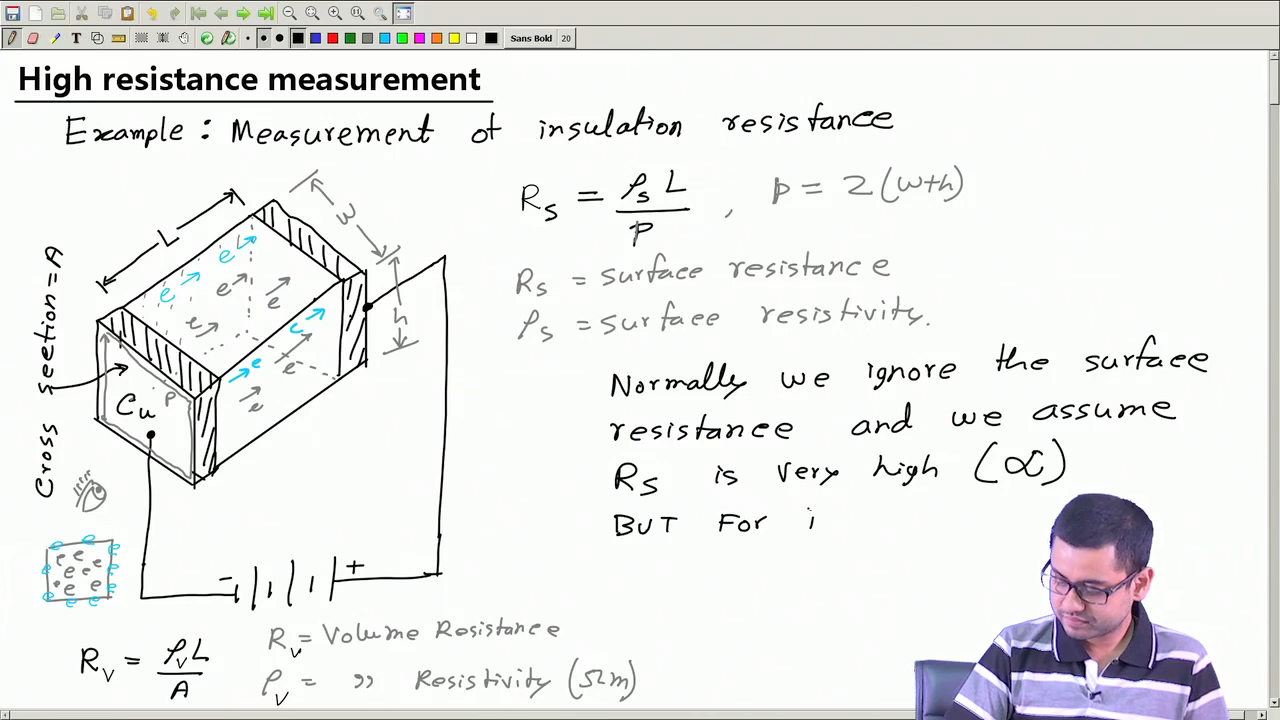 Sans Bold 20
High resistance measurement
Example : Measurement of insulation resistance
L
w
h
e e e e e e e e e e
Cross section = A
Cu
P
- +
e e e e e e e
Rs = ρs L / P , P = 2(w+h)
Rs = surface resistance
ρs = surface resistivity.
Normally we ignore the surface
resistance and we assume
Rs is very high (∝)
BUT FOR i
Rv = ρv L / A
Rv = Volume Resistance
ρv = ,, Resistivity (Ωm)